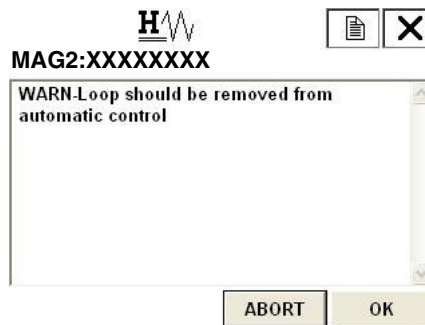 H
MAG2:XXXXXXXX
WARN-Loop should be removed from
automatic control
ABORT OK